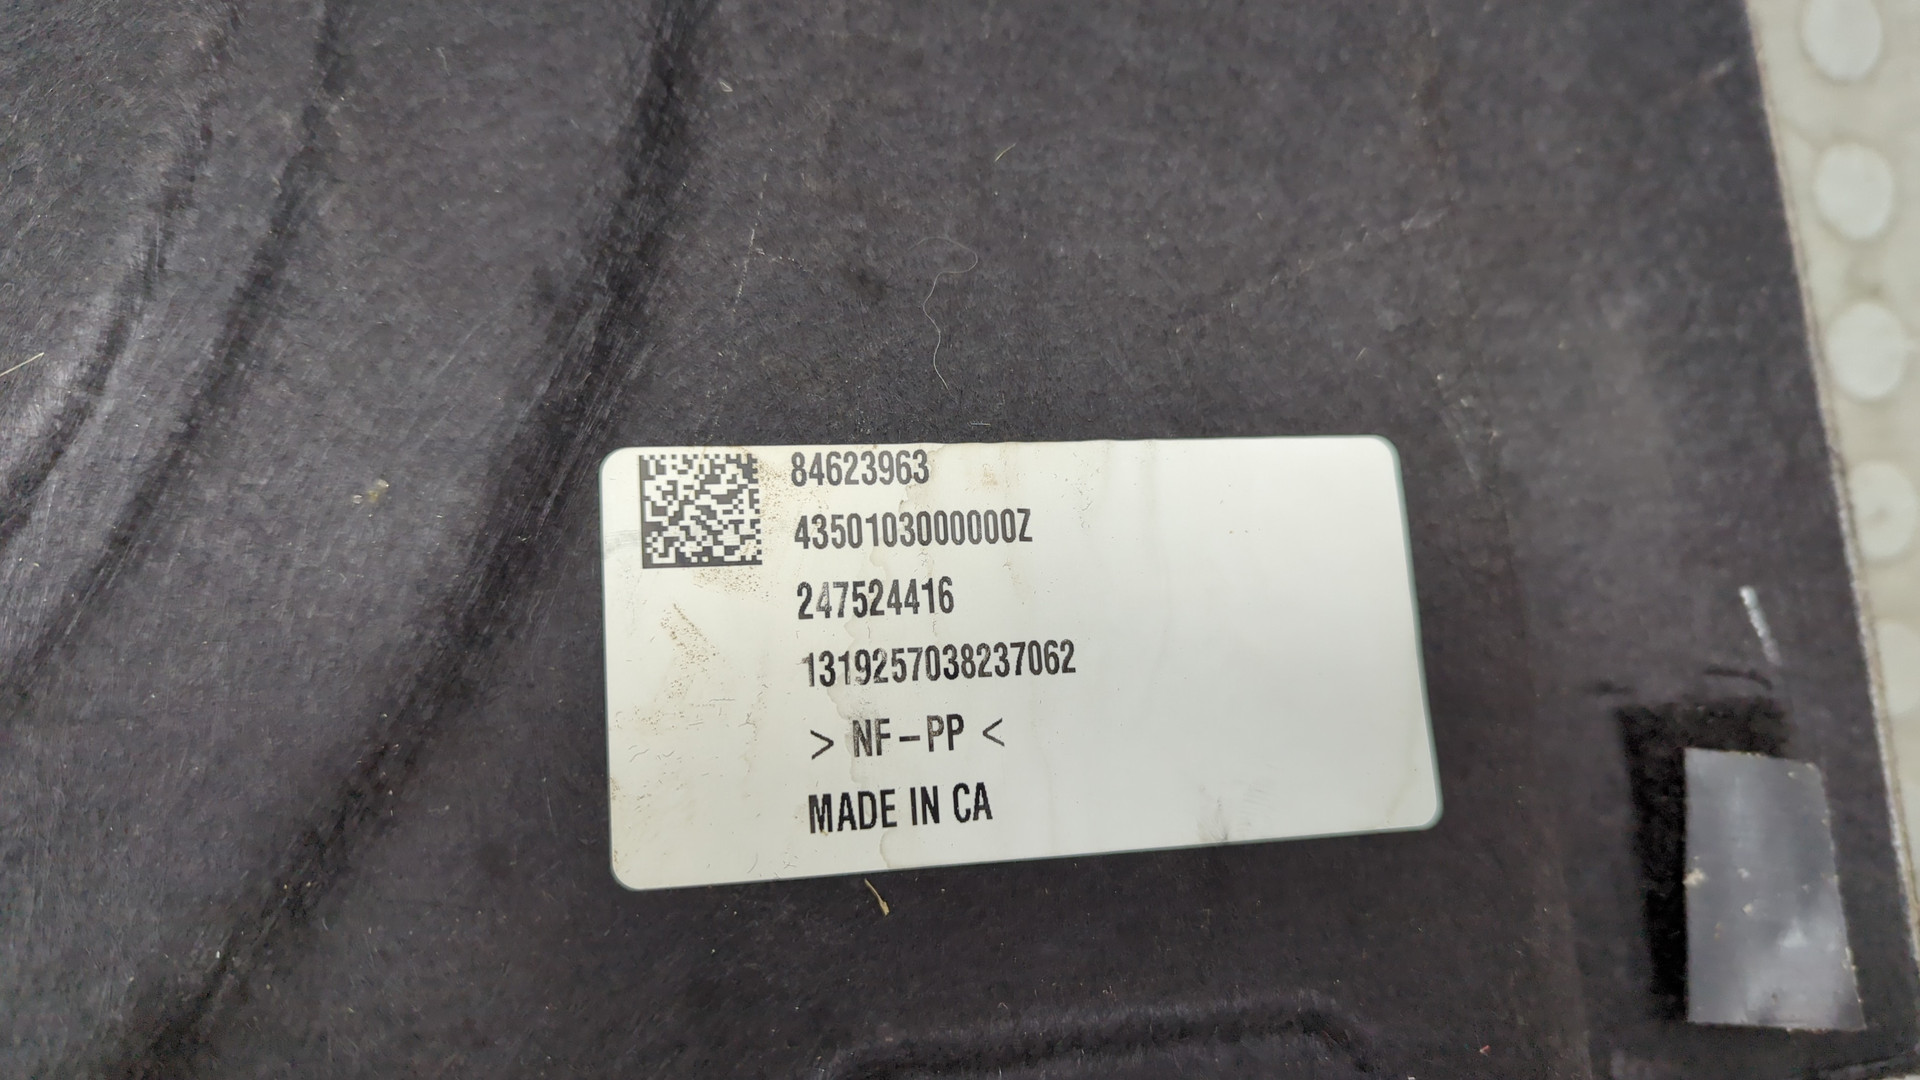 84623963
4350103000000Z
247524416
1319257038237062
> NF-PP <
MADE IN CA